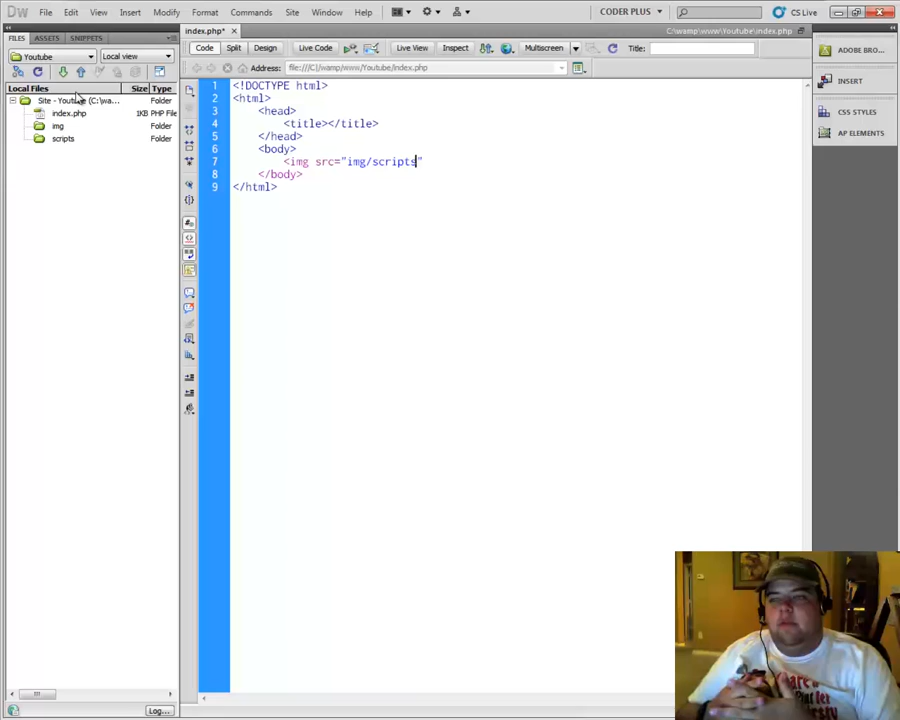 Dw File Edit View Insert Modify Format Commands Site Window Help CODER PLUS CS Live
FILES ASSETS SNIPPETS
index.php* C:\wamp\www\Youtube\index.php
Youtube Local view
Code Split Design Live Code Live View Inspect Multiscreen Title:
Address: file:///C|/wamp/www/Youtube/index.php
Local Files Size Type
Site - Youtube (C:\wa... Folder
index.php 1KB PHP File
img Folder
scripts Folder
1 <!DOCTYPE html>
2 <html>
3 <head>
4 <title></title>
5 </head>
6 <body>
7 <img src="img/scripts"
8 </body>
9 </html>
ADOBE BRO...
INSERT
CSS STYLES
AP ELEMENTS
Log...